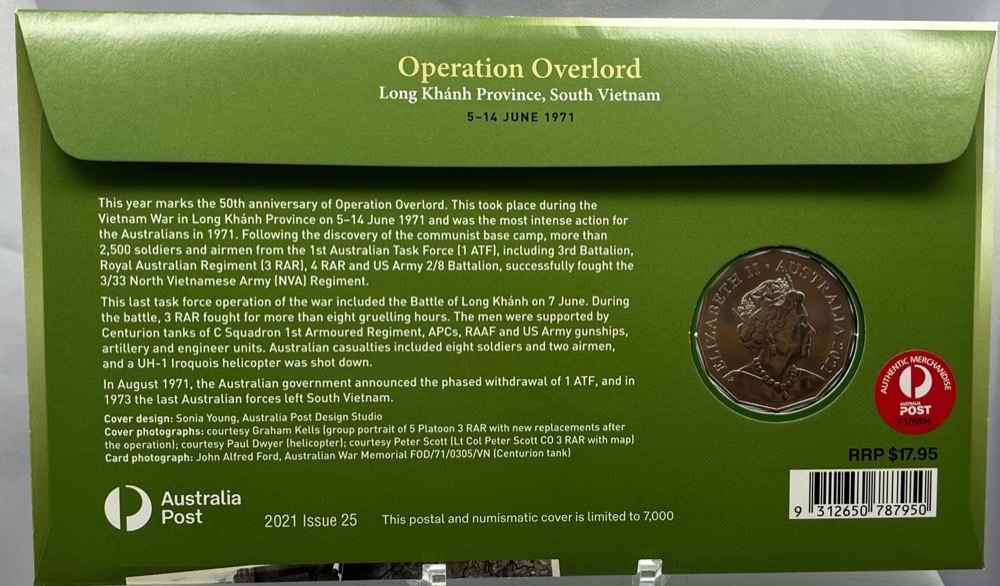 Operation Overlord
Long Khánh Province, South Vietnam
5–14 JUNE 1971
This year marks the 50th anniversary of Operation Overlord. This took place during the
Vietnam War in Long Khánh Province on 5–14 June 1971 and was the most intense action for
the Australians in 1971. Following the discovery of the communist base camp, more than
2,500 soldiers and airmen from the 1st Australian Task Force (1 ATF), including 3rd Battalion,
Royal Australian Regiment (3 RAR), 4 RAR and US Army 2/8 Battalion, successfully fought the
3/33 North Vietnamese Army (NVA) Regiment.
This last task force operation of the war included the Battle of Long Khánh on 7 June. During
the battle, 3 RAR fought for more than eight gruelling hours. The men were supported by
Centurion tanks of C Squadron 1st Armoured Regiment, APCs, RAAF and US Army gunships,
artillery and engineer units. Australian casualties included eight soldiers and two airmen,
and a UH-1 Iroquois helicopter was shot down.
In August 1971, the Australian government announced the phased withdrawal of 1 ATF, and in
1973 the last Australian forces left South Vietnam.
Cover design: Sonia Young, Australia Post Design Studio
Cover photographs: courtesy Graham Kells (group portrait of 5 Platoon 3 RAR with new replacements after
the operation); courtesy Paul Dwyer (helicopter); courtesy Peter Scott (Lt Col Peter Scott CO 3 RAR with map)
Card photograph: John Alfred Ford, Australian War Memorial FOD/71/0305/VN (Centurion tank)
ELIZABETH II • AUSTRALIA 2021
AUTHENTIC MERCHANDISE
AUSTRALIA
POST
RRP $17.95
9 312650 787950
Australia
Post
2021 Issue 25
This postal and numismatic cover is limited to 7,000